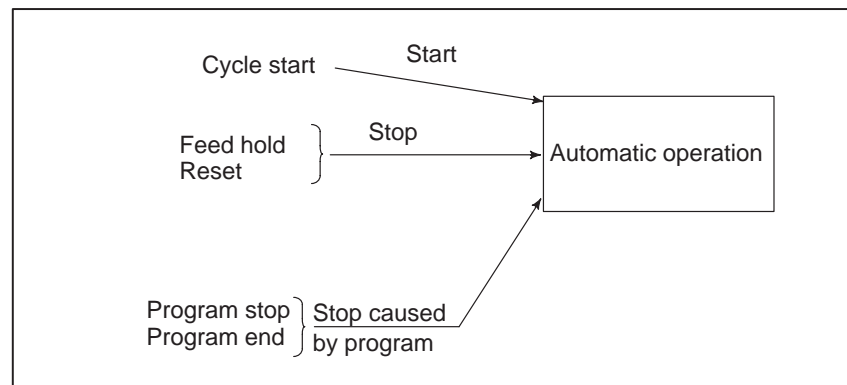 Cycle start
Start
Feed hold
Reset
Stop
Automatic operation
Program stop
Program end
Stop caused
by program